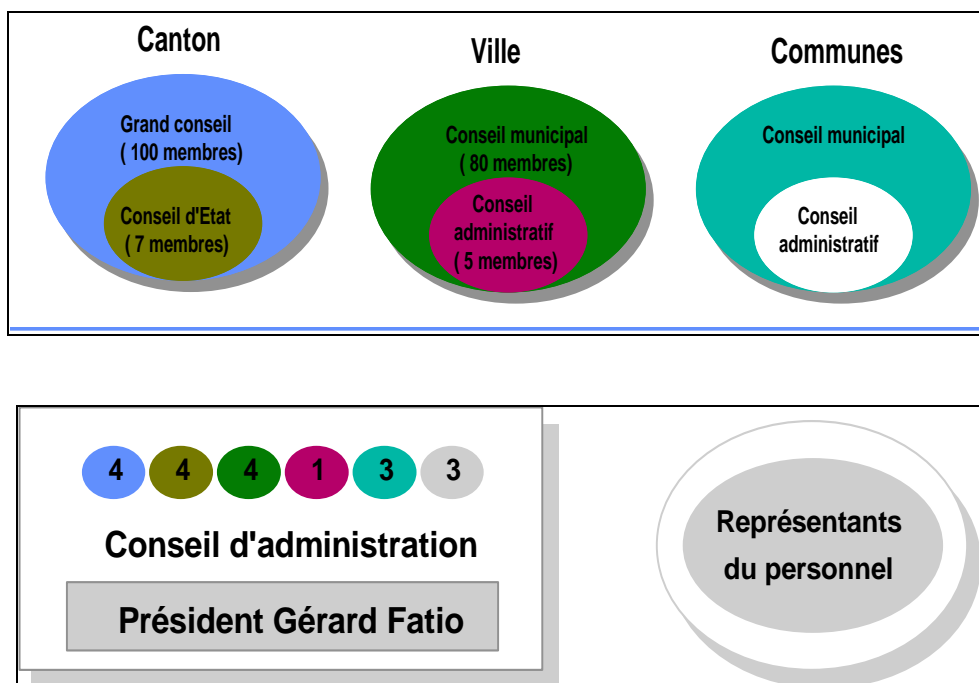 Canton
Ville
Communes
Grand conseil
( 100 membres)
Conseil d'Etat
( 7 membres)
Conseil municipal
( 80 membres)
Conseil
administratif
( 5 membres)
Conseil municipal
Conseil
administratif
4 4 4 1 3 3
Conseil d'administration
Président Gérard Fatio
Représentants
du personnel